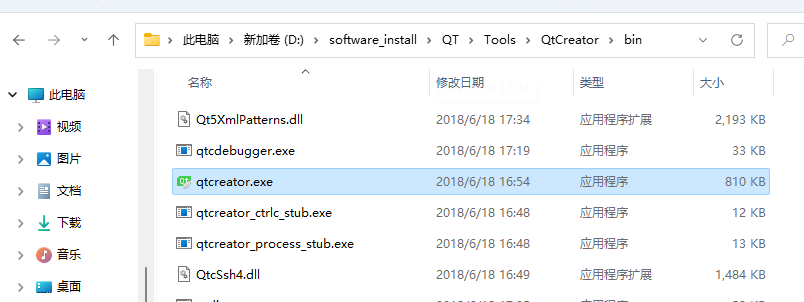 此电脑 › 新加卷 (D:) › software_install › QT › Tools › QtCreator › bin
名称 修改日期 类型 大小
此电脑
视频
图片
文档
下载
音乐
桌面
Qt5XmlPatterns.dll 2018/6/18 17:34 应用程序扩展 2,193 KB
qtcdebugger.exe 2018/6/18 17:19 应用程序 33 KB
qtcreator.exe 2018/6/18 16:54 应用程序 810 KB
qtcreator_ctrlc_stub.exe 2018/6/18 16:48 应用程序 12 KB
qtcreator_process_stub.exe 2018/6/18 16:48 应用程序 13 KB
QtcSsh4.dll 2018/6/18 16:49 应用程序扩展 1,484 KB